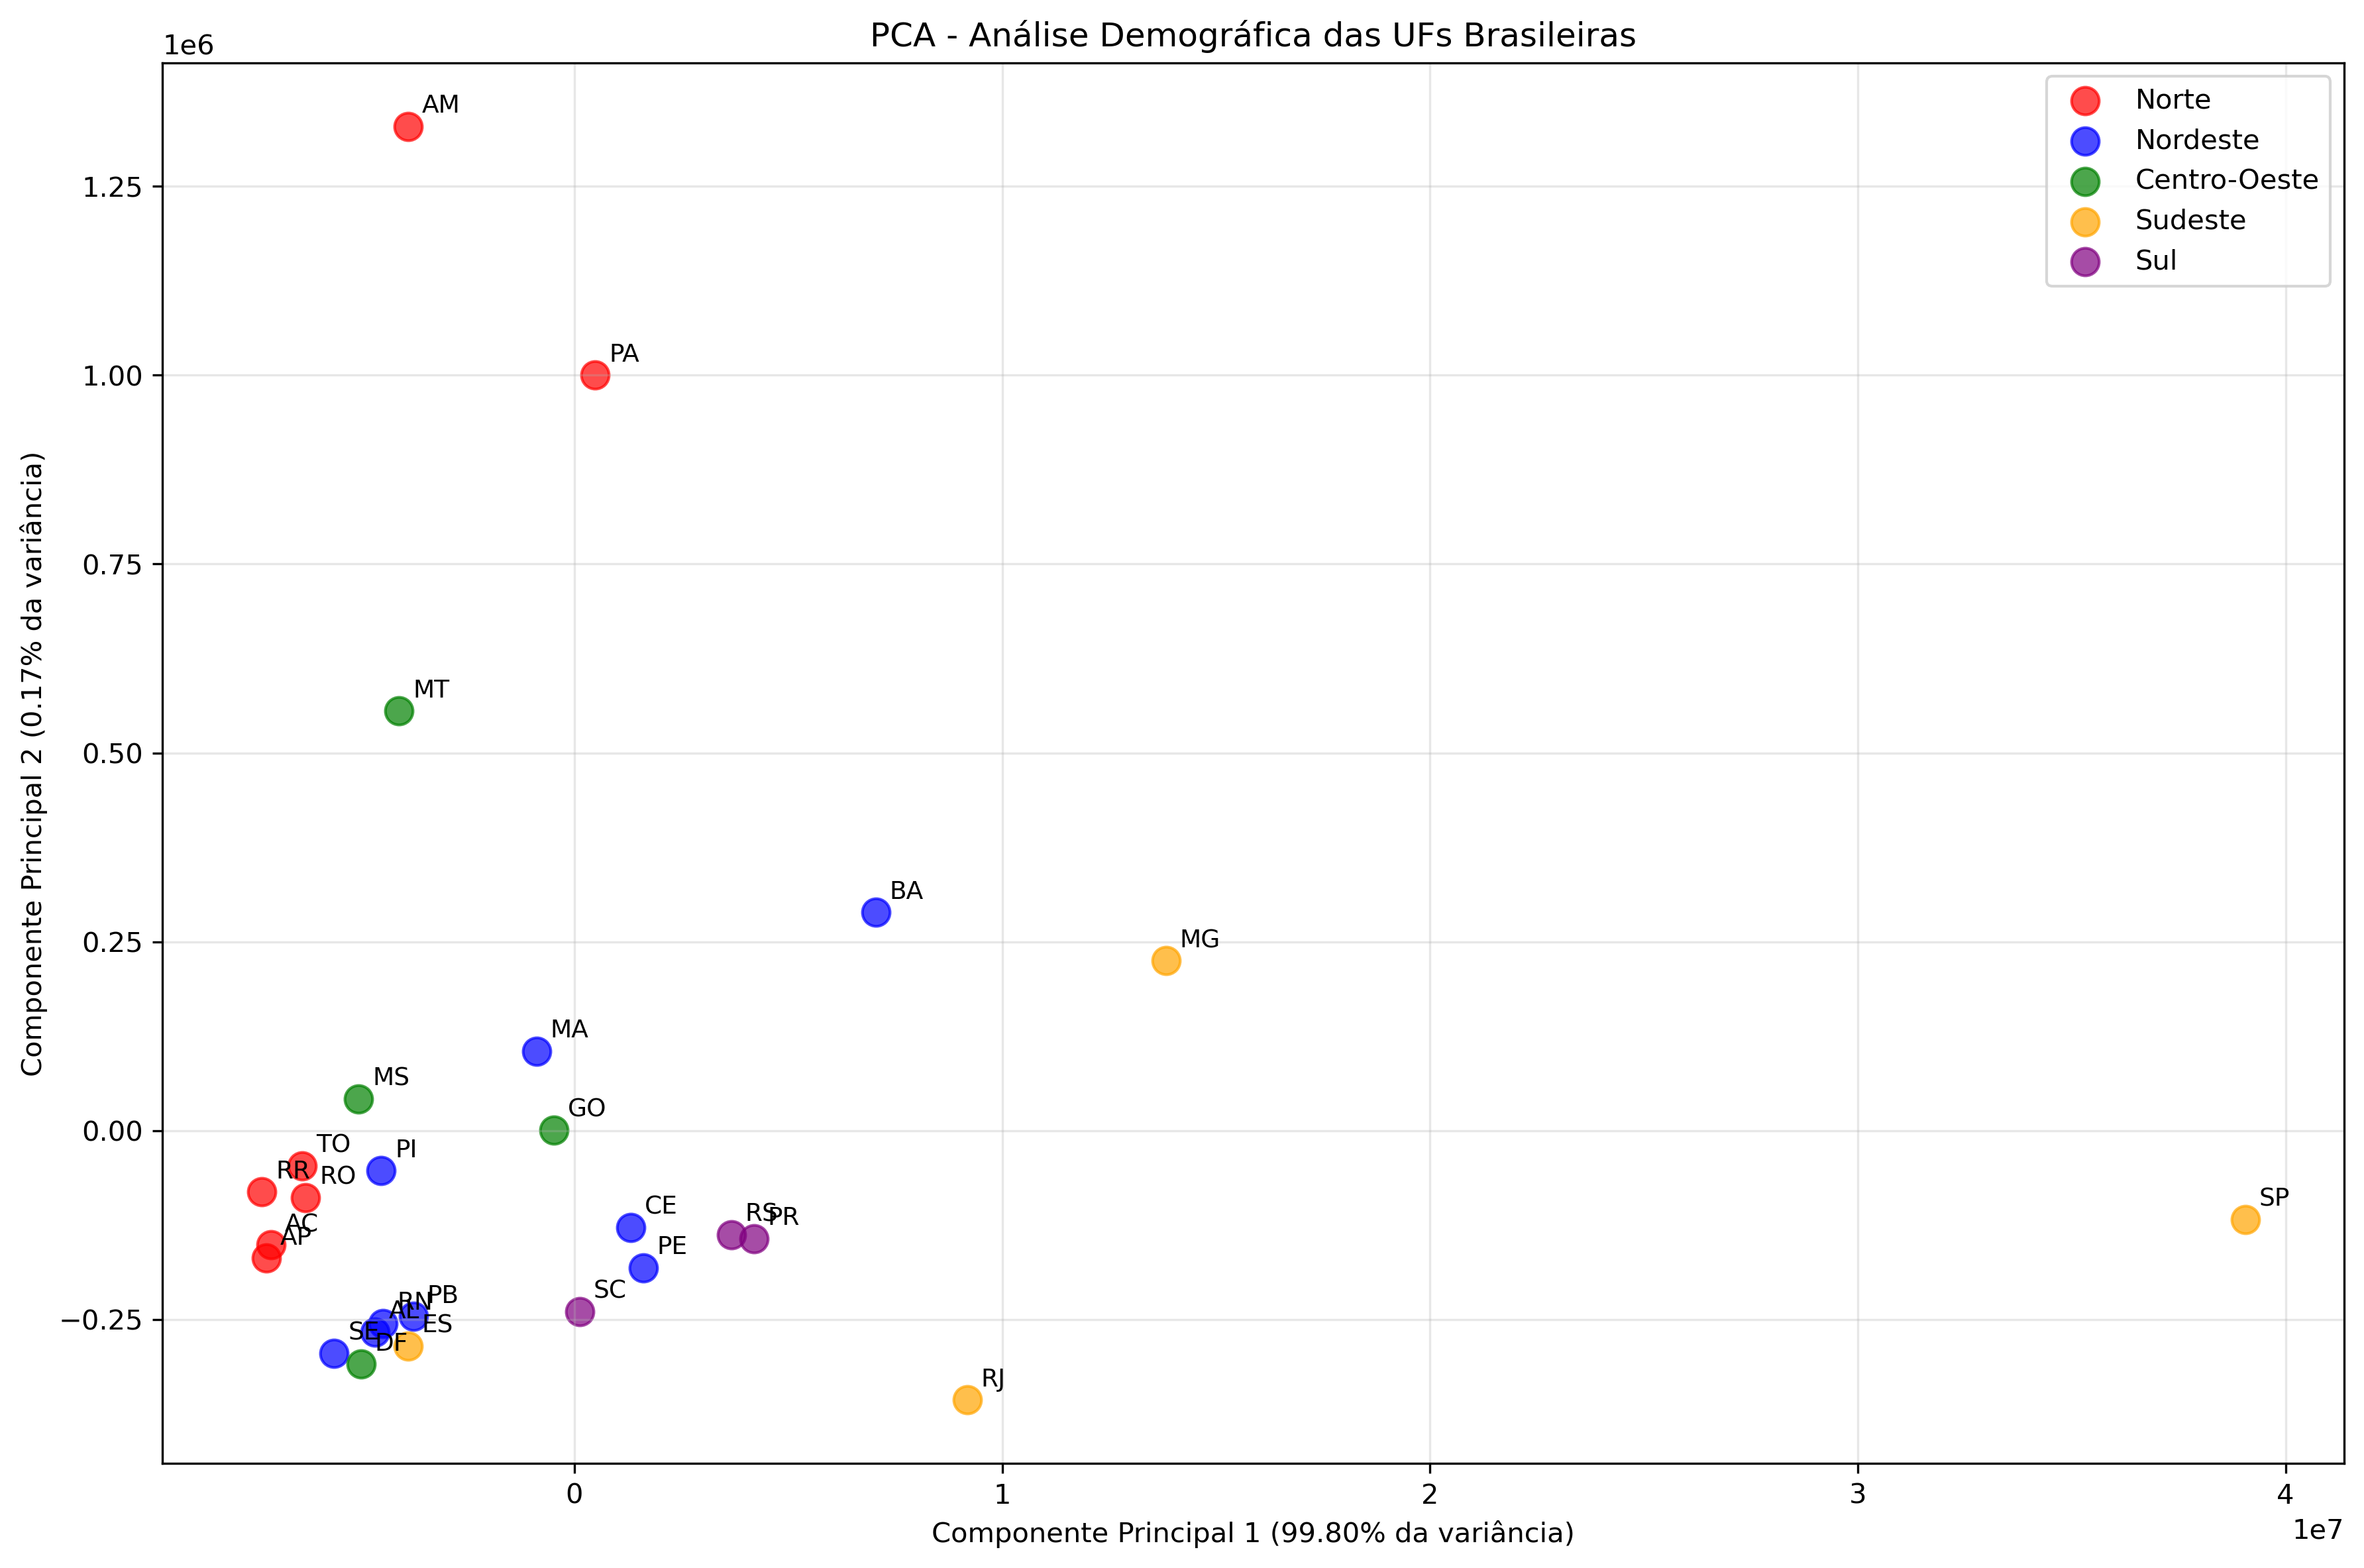 PCA - Análise Demográfica das UFs Brasileiras
1e6
AM
Norte
Nordeste
Centro-Oeste
Sudeste
Sul
1.25
PA
1.00
0.75
MT
0.50
BA
0.25
MG
MA
MS
GO
0.00
TO
PI
RR
RO
CE
RS
PR
SP
AC
AP
PE
SC
PB
RN
AL
ES
−0.25
SE
DF
RJ
Componente Principal 2 (0.17% da variância)
0
1
2
3
4
Componente Principal 1 (99.80% da variância)
1e7